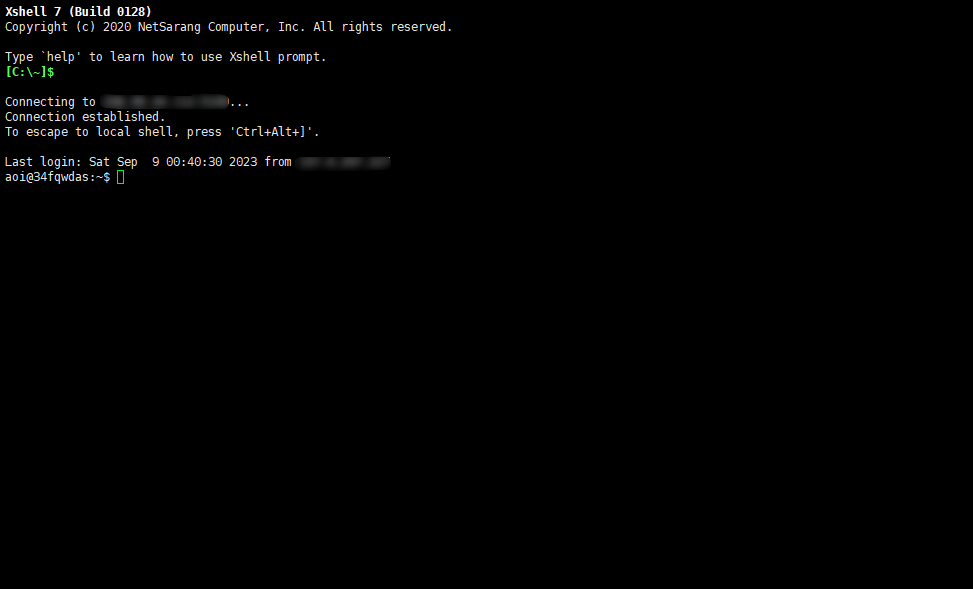 Xshell 7 (Build 0128)
Copyright (c) 2020 NetSarang Computer, Inc. All rights reserved.
Type `help' to learn how to use Xshell prompt.
[C:\~]$
Connecting to ...
Connection established.
To escape to local shell, press 'Ctrl+Alt+]'.
Last login: Sat Sep  9 00:40:30 2023 from
aoi@34fqwdas:~$